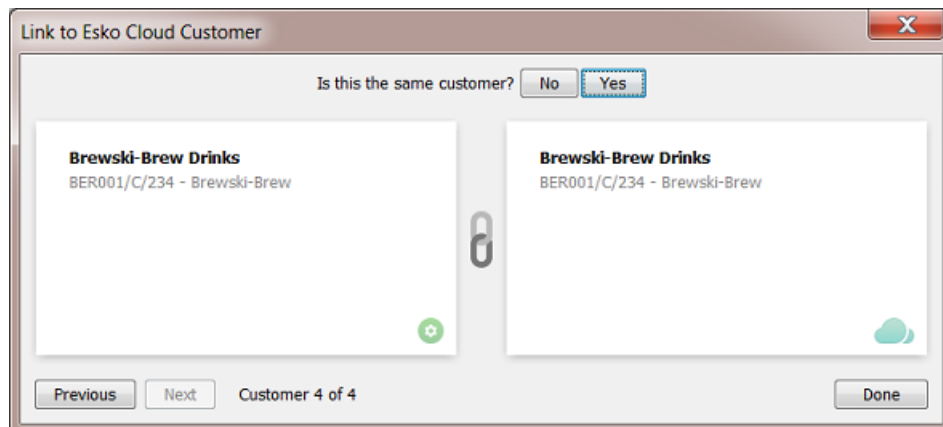 Link to Esko Cloud Customer
Is this the same customer? No Yes
Brewski-Brew Drinks
BER001/C/234 - Brewski-Brew
Brewski-Brew Drinks
BER001/C/234 - Brewski-Brew
Previous Next Customer 4 of 4 Done